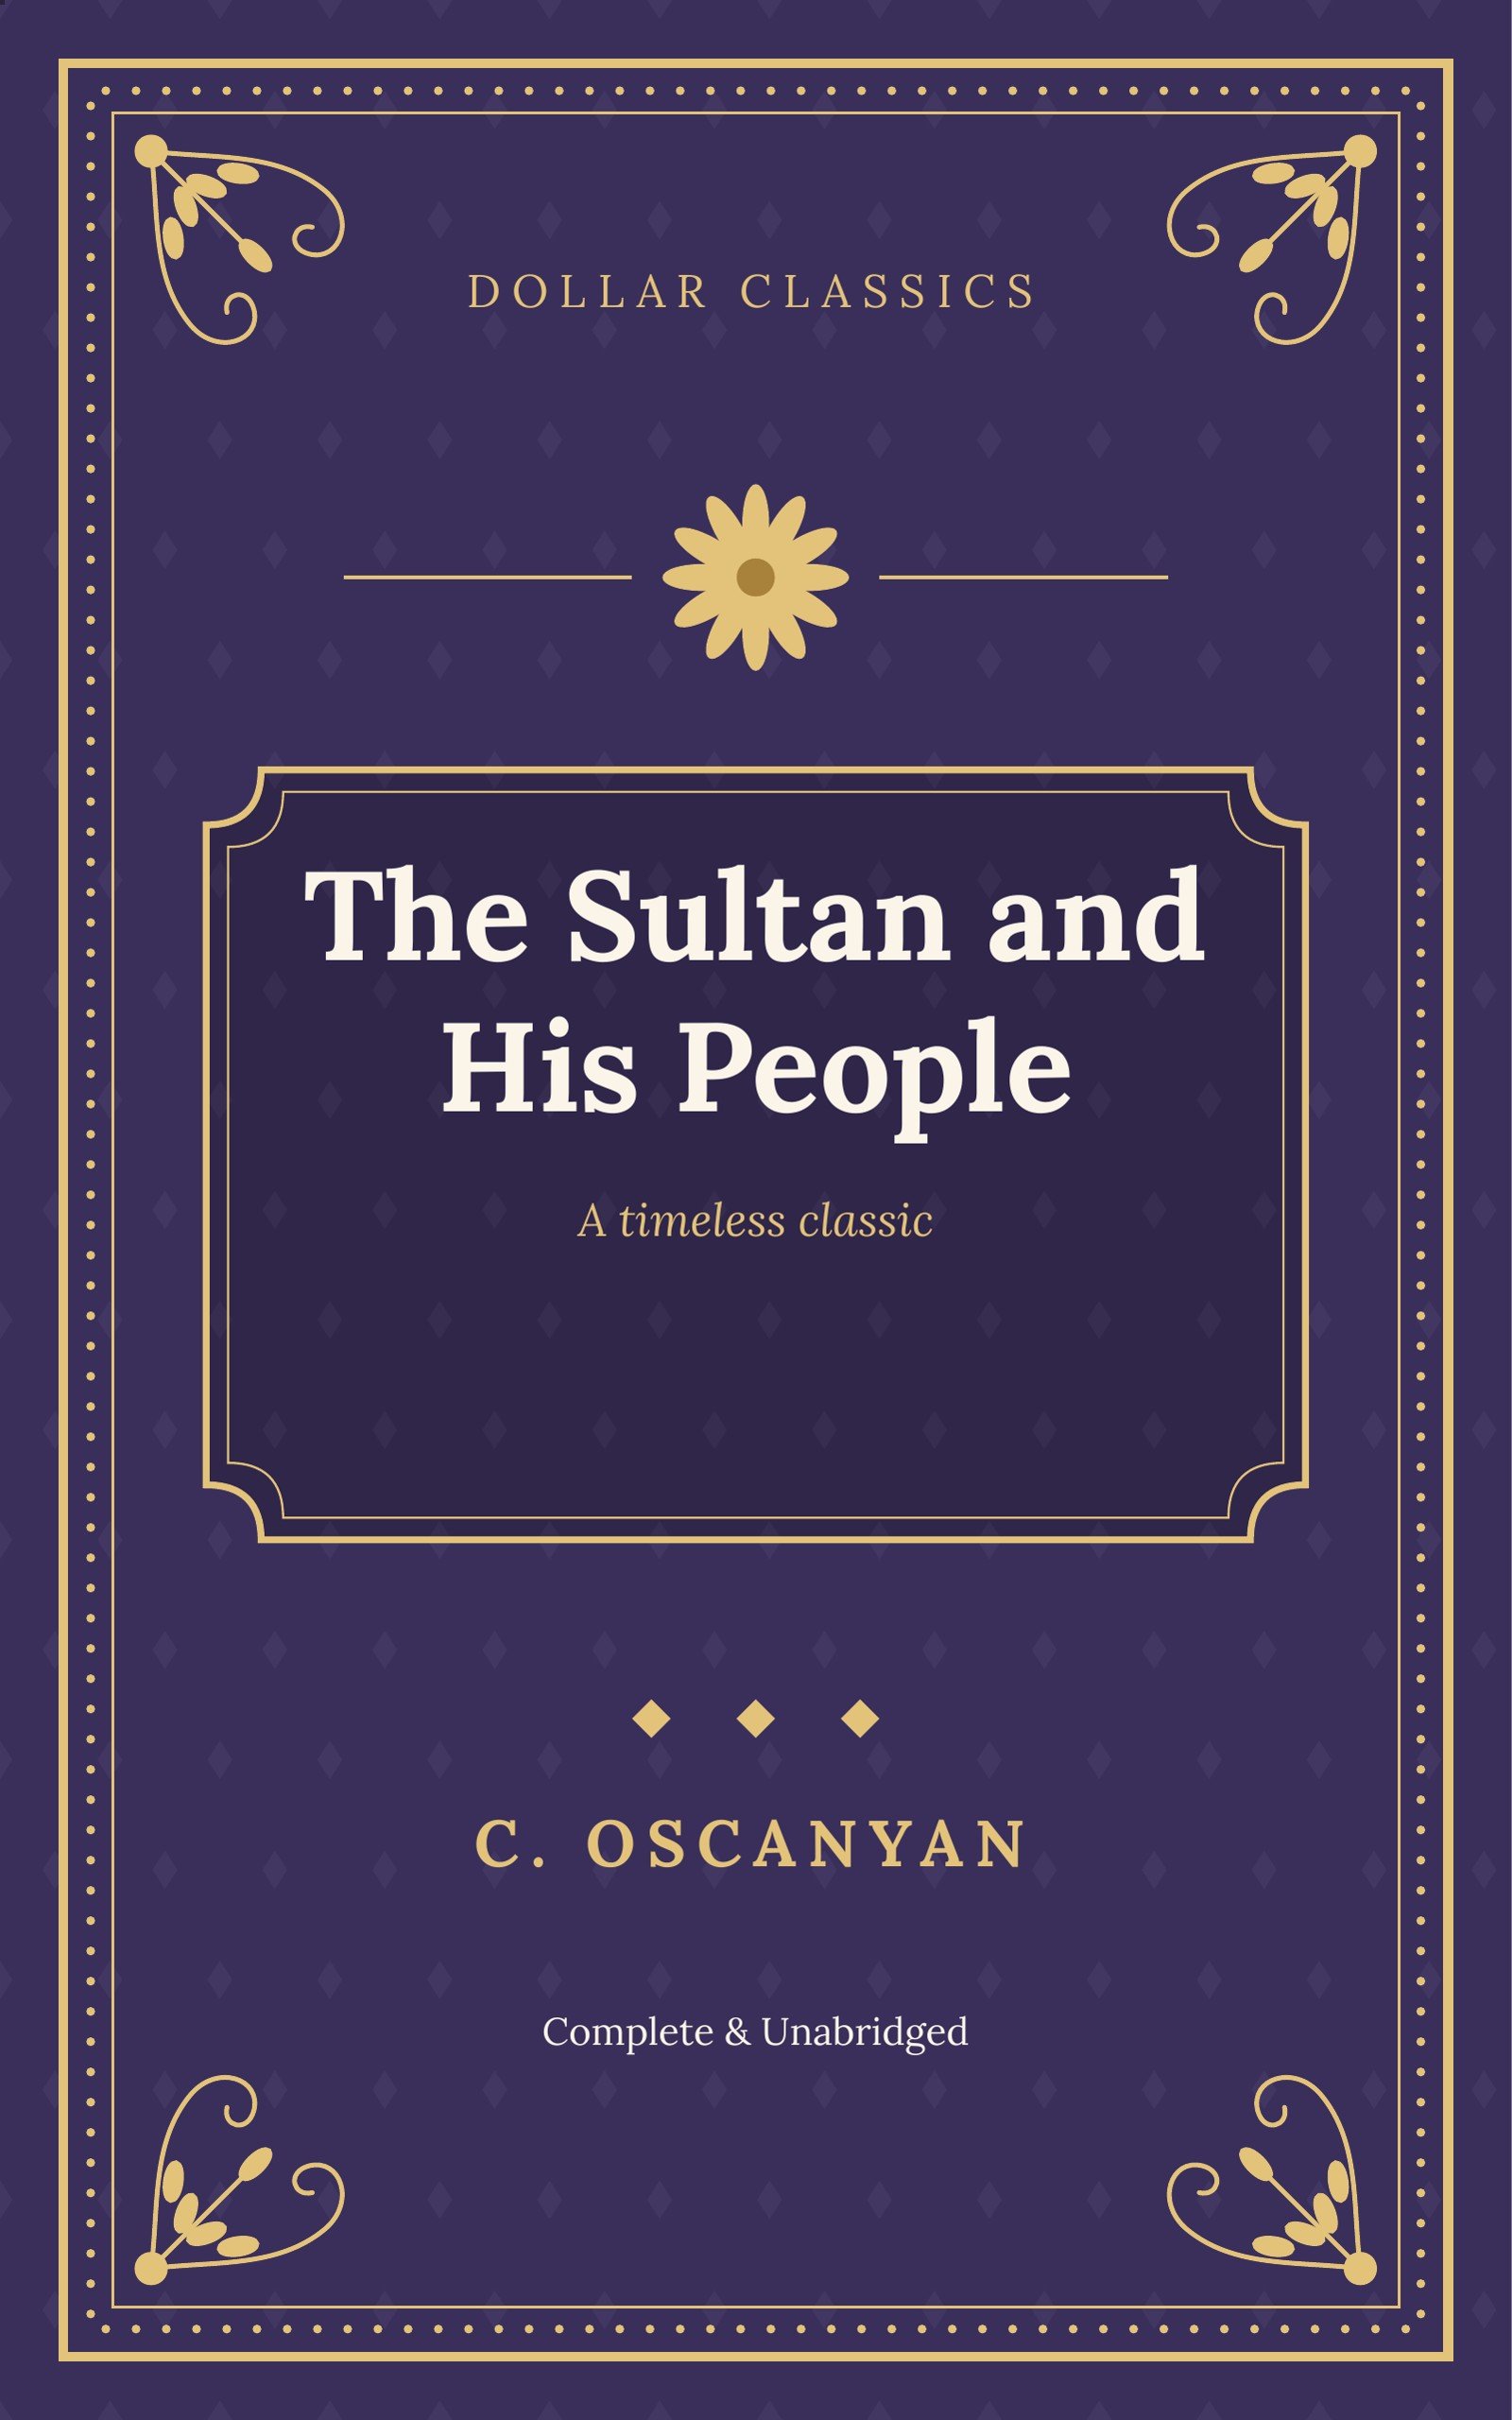 DOLLAR CLASSICS
The Sultan and
His People
A timeless classic
C. OSCANYAN
Complete & Unabridged